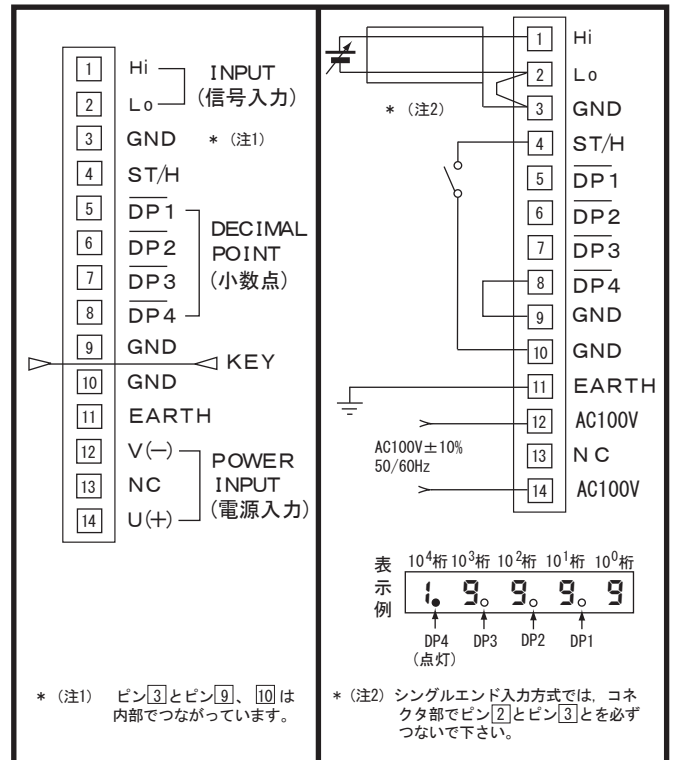 1 Hi
INPUT
2 Lo
(信号入力)
3 GND * (注1)
4 ST/H
5 DP1
DECIMAL
6 DP2
POINT
7 DP3
(小数点)
8 DP4
9 GND
KEY
10 GND
11 EARTH
12 V(−)
POWER
13 NC
INPUT
14 U(+)
(電源入力)
* (注1) ピン3とピン9、10は
内部でつながっています。
1 Hi
2 Lo
* (注2)
3 GND
4 ST/H
5 DP1
6 DP2
7 DP3
8 DP4
9 GND
10 GND
11 EARTH
12 AC100V
AC100V±10%
50/60Hz
13 NC
14 AC100V
表示例
10⁴桁 10³桁 10²桁 10¹桁 10⁰桁
1. 9. 9. 9. 9
DP4 DP3 DP2 DP1
(点灯)
* (注2) シングルエンド入力方式では, コネ
クタ部でピン2とピン3とを必ず
つないで下さい。